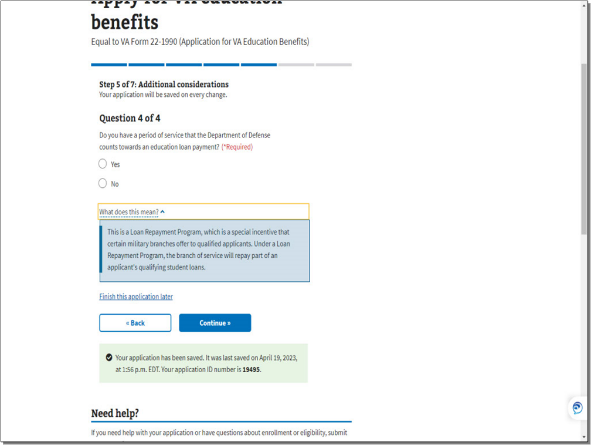 Apply for VA education
benefits
Equal to VA Form 22-1990 (Application for VA Education Benefits)
Step 5 of 7: Additional considerations
Your application will be saved on every change.
Question 4 of 4
Do you have a period of service that the Department of Defense
counts towards an education loan payment? (*Required)
Yes
No
What does this mean?
This is a Loan Repayment Program, which is a special incentive that
certain military branches offer to qualified applicants. Under a Loan
Repayment Program, the branch of service will repay part of an
applicant's qualifying student loans.
Finish this application later
« Back
Continue »
Your application has been saved. It was last saved on April 19, 2023,
at 1:56 p.m. EDT. Your application ID number is 19495.
Need help?
If you need help with your application or have questions about enrollment or eligibility, submit